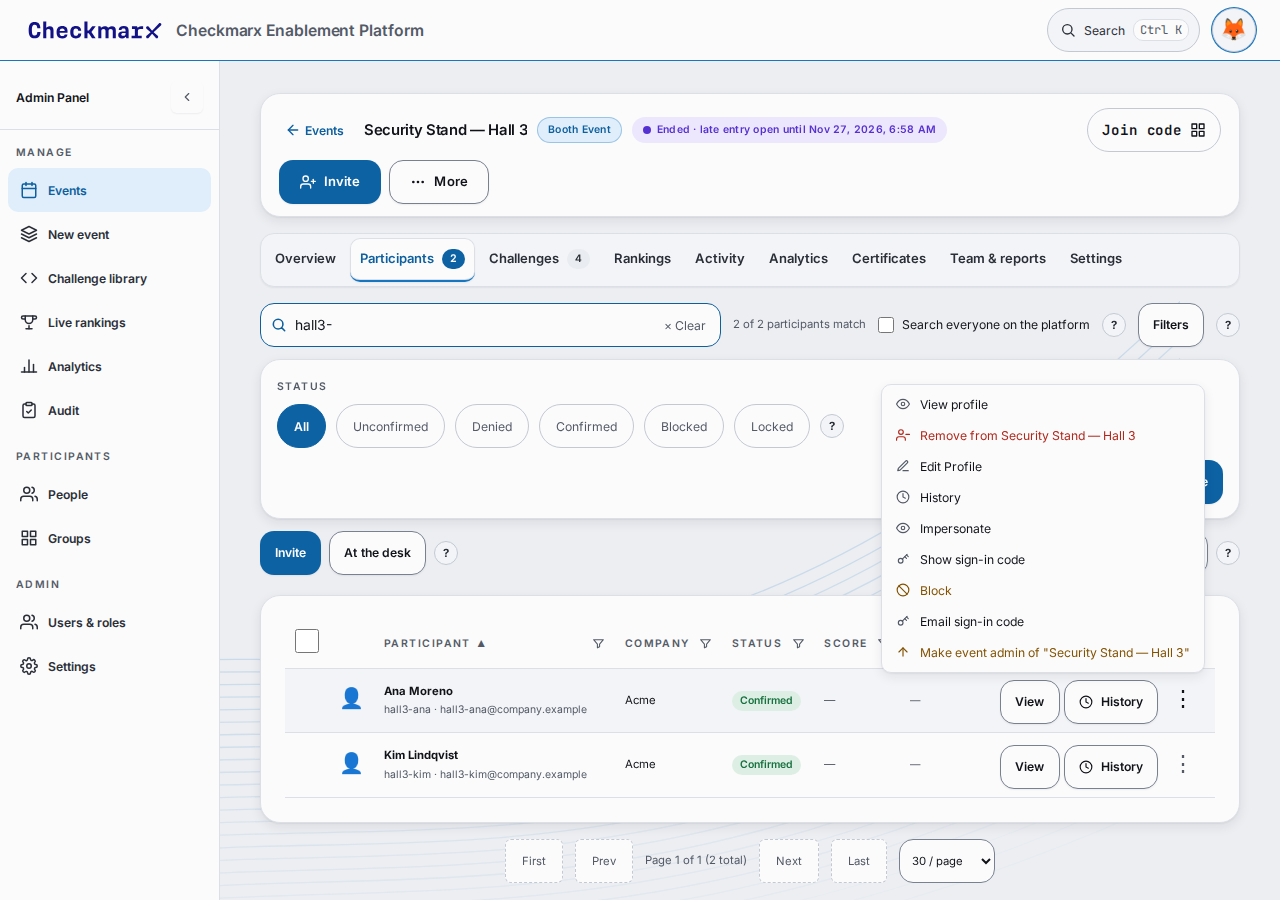 Checkmarx
Checkmarx Enablement Platform
Search Ctrl K
Admin Panel
MANAGE
Events
New event
Challenge library
Live rankings
Analytics
Audit
PARTICIPANTS
People
Groups
ADMIN
Users & roles
Settings
Events
Security Stand — Hall 3
Booth Event
Ended · late entry open until Nov 27, 2026, 6:58 AM
Join code
Invite
··· More
Overview
Participants 2
Challenges 4
Rankings
Activity
Analytics
Certificates
Team & reports
Settings
hall3-
× Clear
2 of 2 participants match
Search everyone on the platform
?
Filters
?
STATUS
All
Unconfirmed
Denied
Confirmed
Blocked
Locked
?
View profile
Remove from Security Stand — Hall 3
Edit Profile
History
Impersonate
Show sign-in code
Block
Email sign-in code
Make event admin of "Security Stand — Hall 3"
Invite
At the desk
?
?
PARTICIPANT ▲
COMPANY
STATUS
SCORE
Ana Moreno
hall3-ana · hall3-ana@company.example
Acme
Confirmed
—
—
View
History
Kim Lindqvist
hall3-kim · hall3-kim@company.example
Acme
Confirmed
—
—
View
History
First
Prev
Page 1 of 1 (2 total)
Next
Last
30 / page